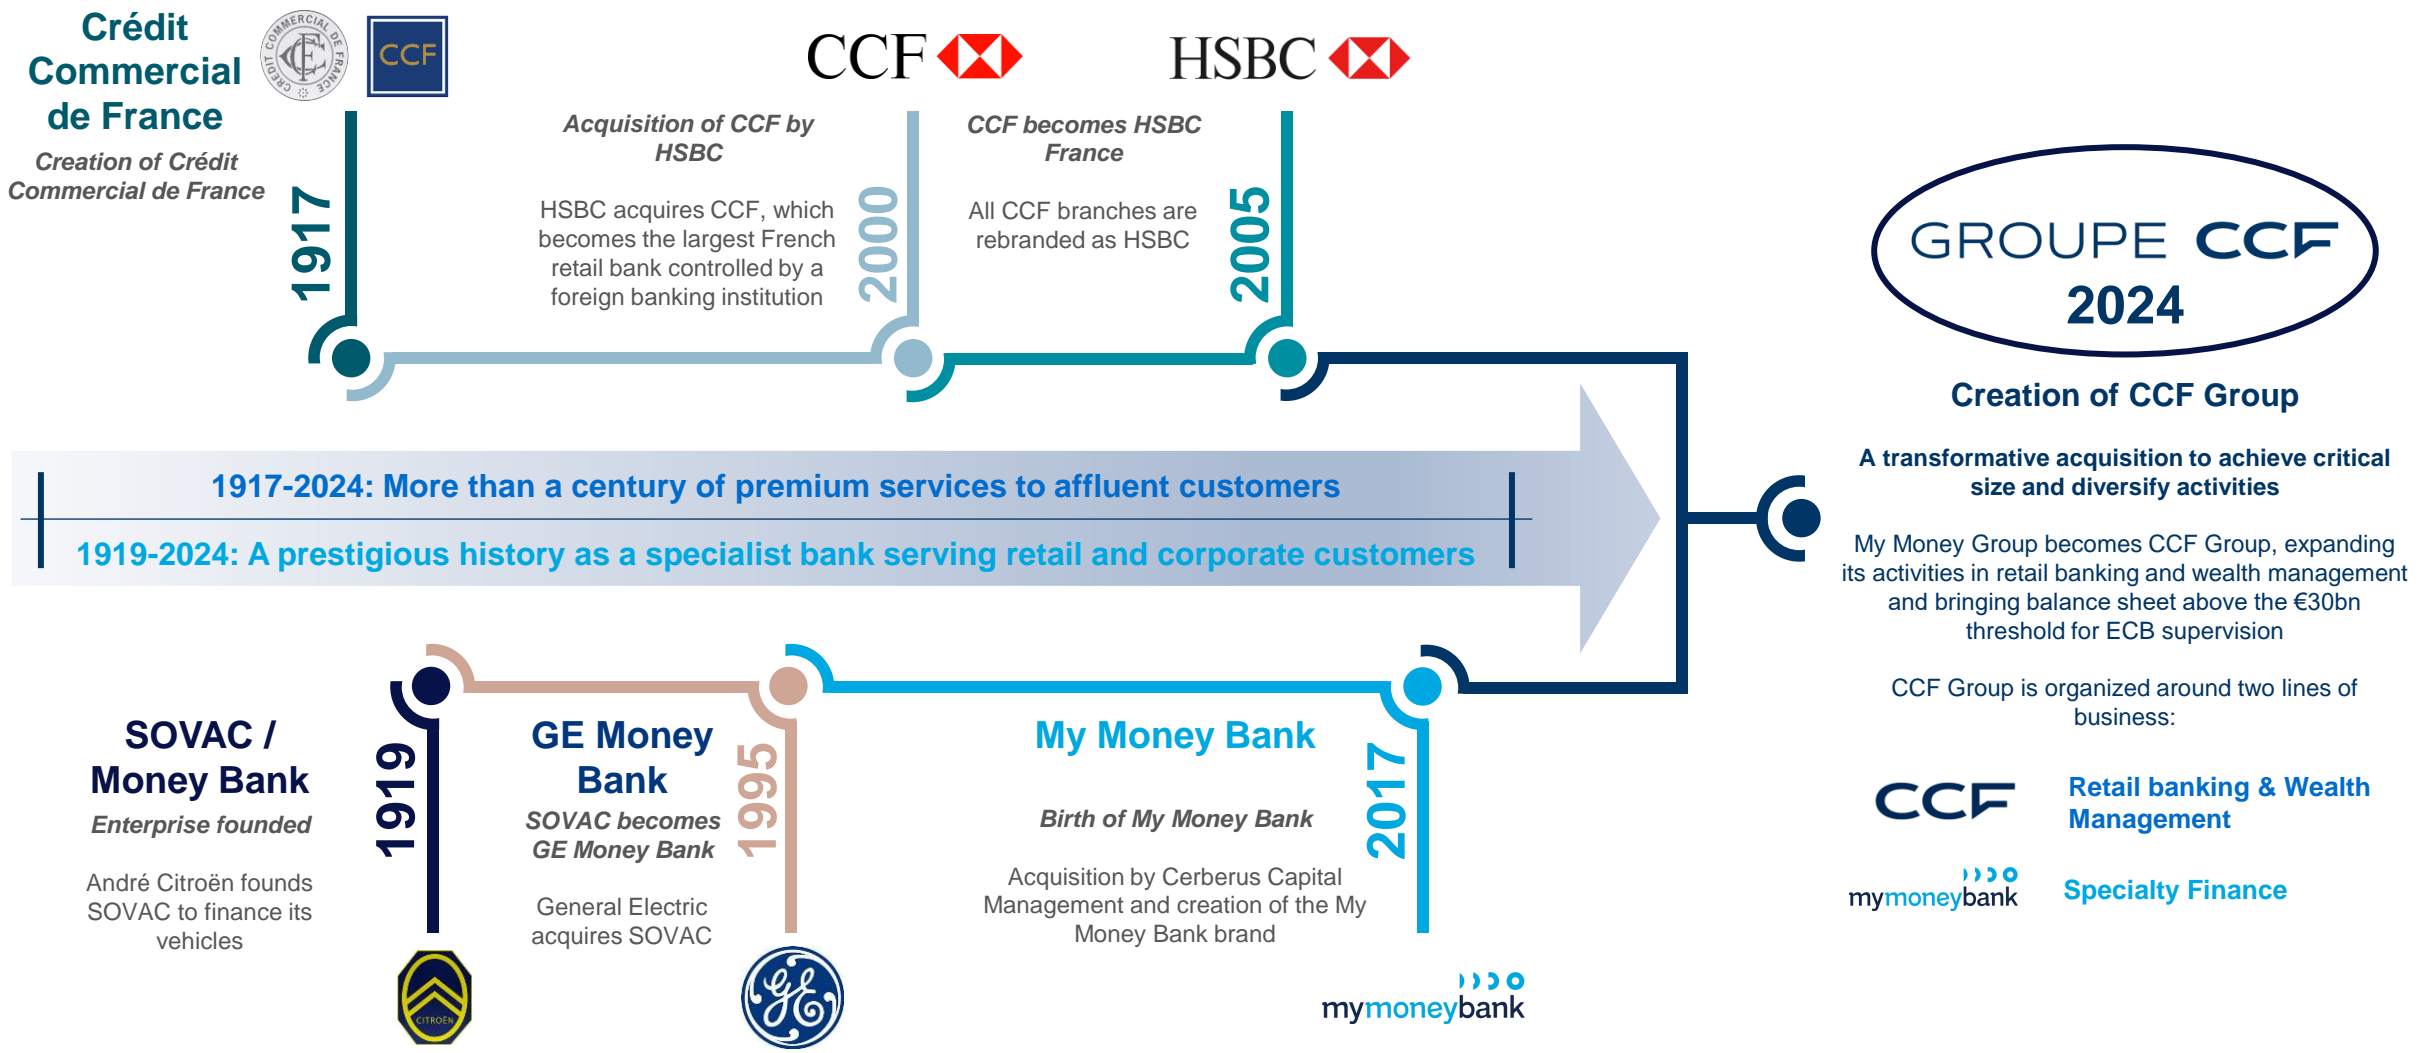 Crédit
Commercial
de France
CREDIT COMMERCIAL DE FRANCE
CCF
Creation of Crédit
Commercial de France
1917
CCF
Acquisition of CCF by
HSBC
HSBC acquires CCF, which
becomes the largest French
retail bank controlled by a
foreign banking institution
2000
HSBC
CCF becomes HSBC
France
All CCF branches are
rebranded as HSBC
2005
1917-2024: More than a century of premium services to affluent customers
1919-2024: A prestigious history as a specialist bank serving retail and corporate customers
SOVAC /
Money Bank
Enterprise founded
André Citroën founds
SOVAC to finance its
vehicles
1919
CITROËN
GE Money
Bank
SOVAC becomes
GE Money Bank
General Electric
acquires SOVAC
1995
GE
My Money Bank
Birth of My Money Bank
Acquisition by Cerberus Capital
Management and creation of the My
Money Bank brand
2017
mymoneybank
GROUPE CCF
2024
Creation of CCF Group
A transformative acquisition to achieve critical
size and diversify activities
My Money Group becomes CCF Group, expanding
its activities in retail banking and wealth management
and bringing balance sheet above the €30bn
threshold for ECB supervision
CCF Group is organized around two lines of
business:
CCF
Retail banking & Wealth
Management
mymoneybank
Specialty Finance